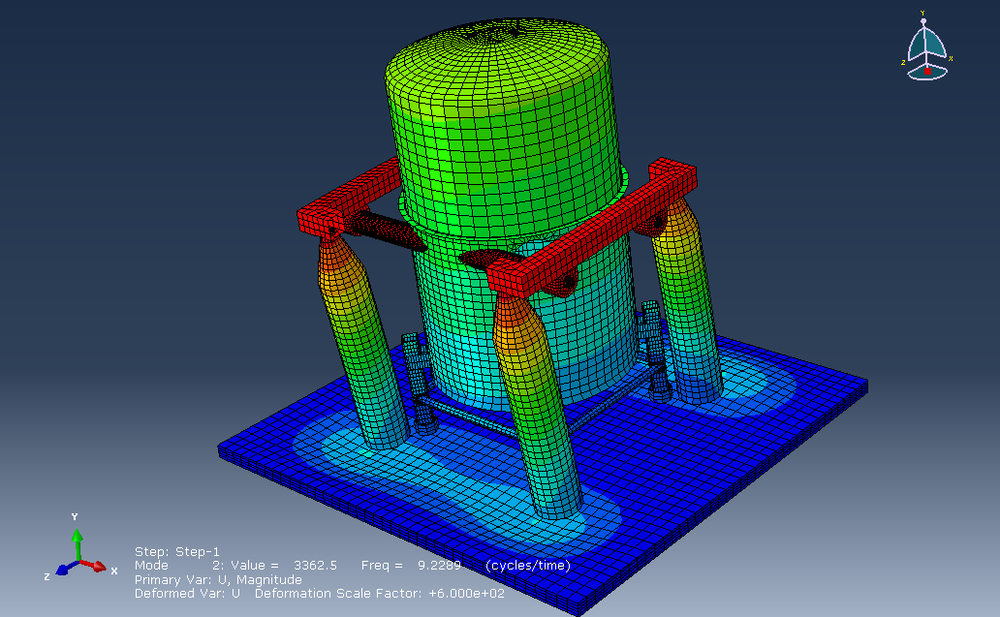 Y
Z
X
Y
Z
X
Step: Step-1
Mode 2: Value = 3362.5 Freq = 9.2289 (cycles/time)
Primary Var: U, Magnitude
Deformed Var: U Deformation Scale Factor: +6.000e+02